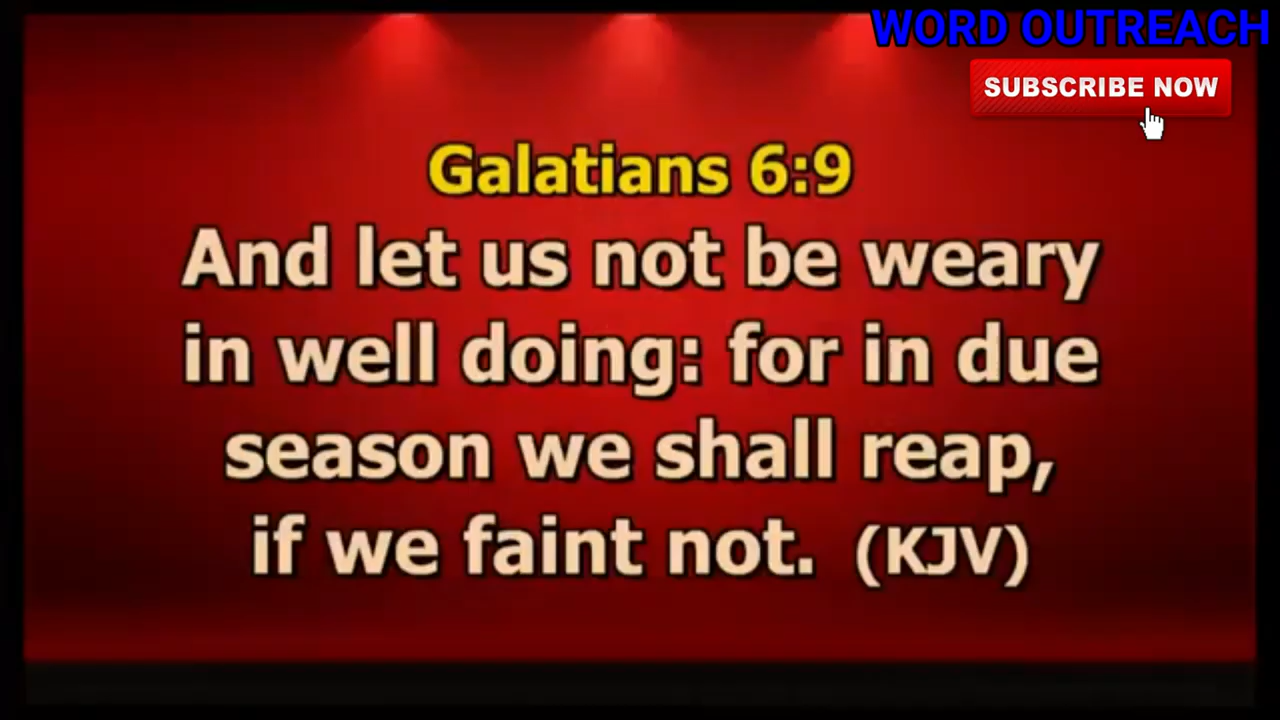 WORD OUTREACH
SUBSCRIBE NOW
Galatians 6:9
And let us not be weary
in well doing: for in due
season we shall reap,
if we faint not. (KJV)